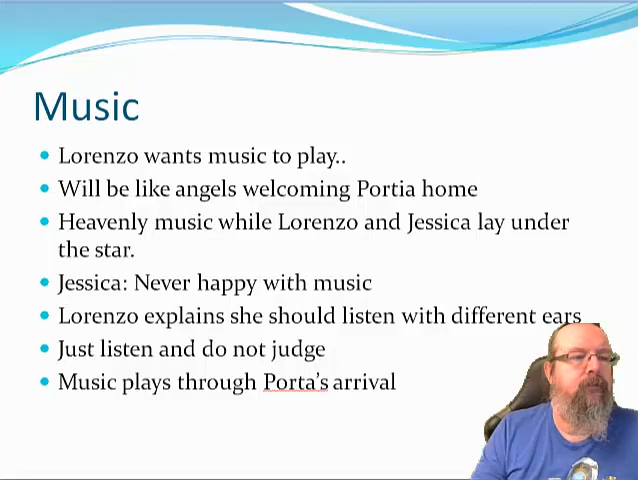 Music
Lorenzo wants music to play..
Will be like angels welcoming Portia home
Heavenly music while Lorenzo and Jessica lay under
the star.
Jessica: Never happy with music
Lorenzo explains she should listen with different ears
Just listen and do not judge
Music plays through Porta's arrival